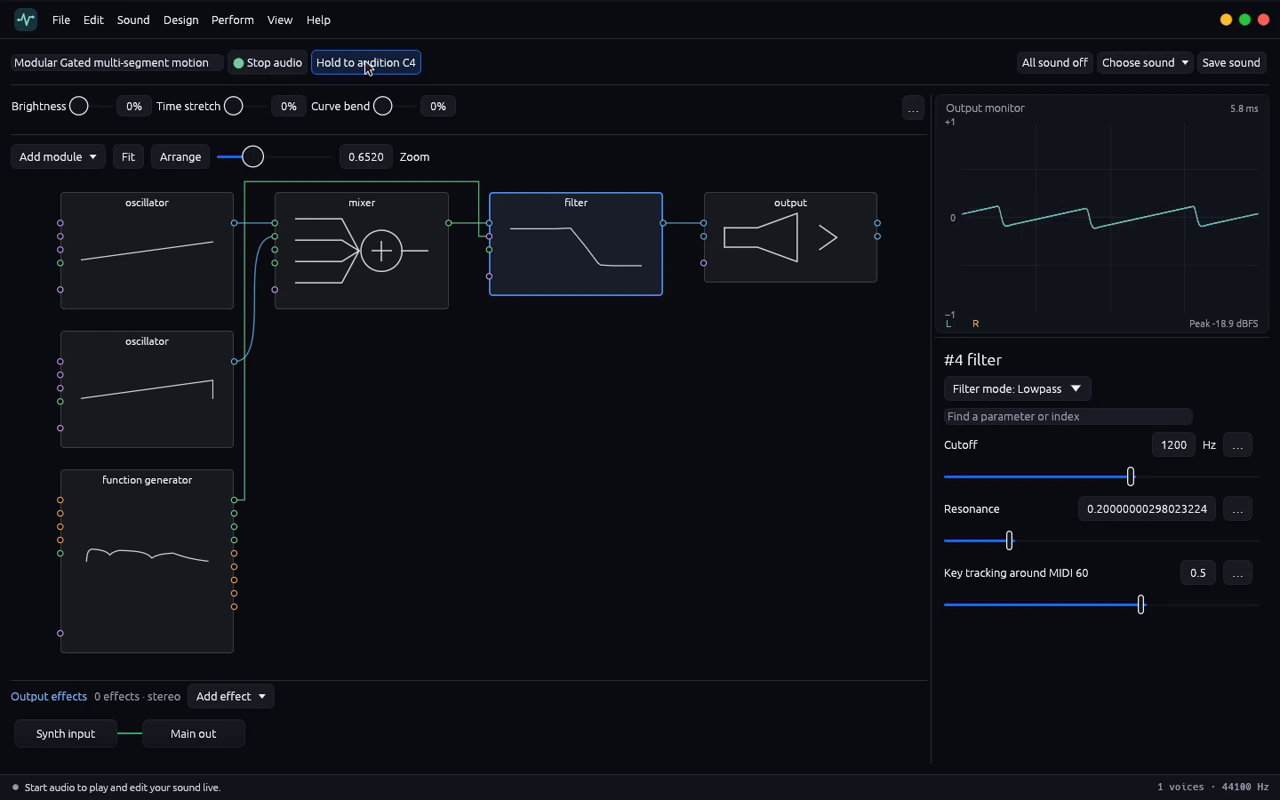 File Edit Sound Design Perform View Help
Modular Gated multi-segment motion Stop audio Hold to audition C4 All sound off Choose sound Save sound
Brightness 0% Time stretch 0% Curve bend 0% ...
Add module Fit Arrange 0.6520 Zoom
oscillator mixer filter output
oscillator
function generator
Output effects 0 effects · stereo Add effect
Synth input Main out
Output monitor 5.8 ms
+1
0
−1
L R Peak -18.9 dBFS
#4 filter
Filter mode: Lowpass
Find a parameter or index
Cutoff 1200 Hz ...
Resonance 0.20000000298023224 ...
Key tracking around MIDI 60 0.5 ...
Start audio to play and edit your sound live. 1 voices · 44100 Hz